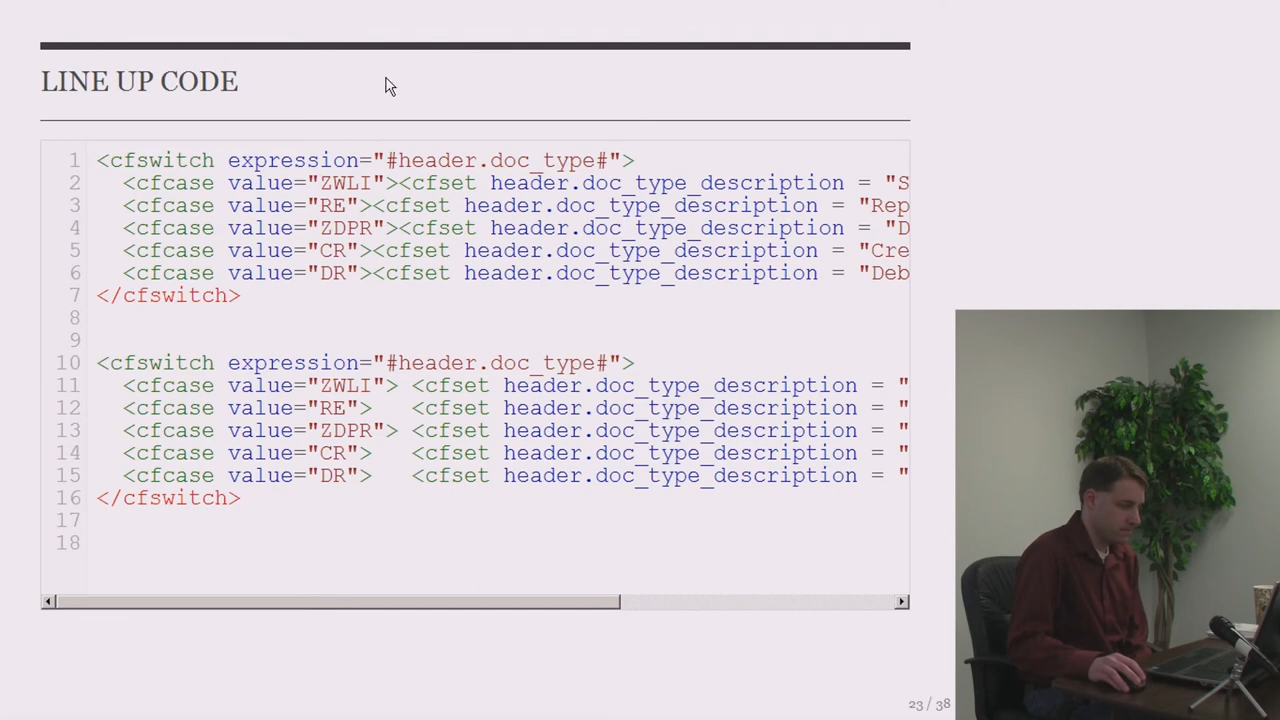 LINE UP CODE
1 <cfswitch expression="#header.doc_type#">
2   <cfcase value="ZWLI"><cfset header.doc_type_description = "S
3   <cfcase value="RE"><cfset header.doc_type_description = "Rep
4   <cfcase value="ZDPR"><cfset header.doc_type_description = "D
5   <cfcase value="CR"><cfset header.doc_type_description = "Cre
6   <cfcase value="DR"><cfset header.doc_type_description = "Deb
7 </cfswitch>
8
9
10 <cfswitch expression="#header.doc_type#">
11   <cfcase value="ZWLI"> <cfset header.doc_type_description = "
12   <cfcase value="RE">   <cfset header.doc_type_description = "
13   <cfcase value="ZDPR"> <cfset header.doc_type_description = "
14   <cfcase value="CR">   <cfset header.doc_type_description = "
15   <cfcase value="DR">   <cfset header.doc_type_description = "
16 </cfswitch>
17
18
23 / 38